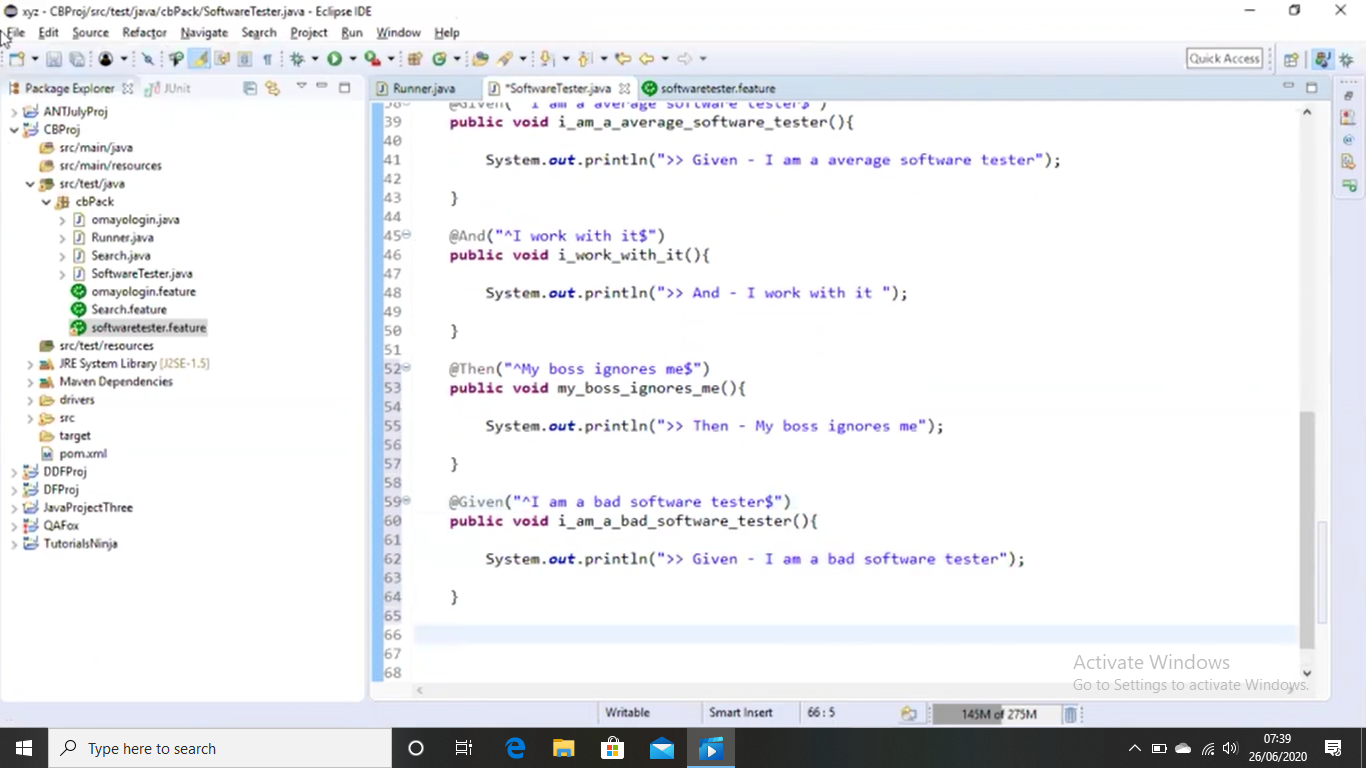 xyz - CBProj/src/test/java/cbPack/SoftwareTester.java - Eclipse IDE
File Edit Source Refactor Navigate Search Project Run Window Help
Quick Access
Package Explorer JUnit
Runner.java *SoftwareTester.java softwaretester.feature
ANTJulyProj
CBProj
src/main/java
src/main/resources
src/test/java
cbPack
omayologin.java
Runner.java
Search.java
SoftwareTester.java
omayologin.feature
Search.feature
softwaretester.feature
src/test/resources
JRE System Library [J2SE-1.5]
Maven Dependencies
drivers
src
target
pom.xml
DDFProj
DFProj
JavaProjectThree
QAFox
TutorialsNinja
38 @Given("^I am a average software tester$")
39 public void i_am_a_average_software_tester(){
40
41 System.out.println(">> Given - I am a average software tester");
42
43 }
44
45 @And("^I work with it$")
46 public void i_work_with_it(){
47
48 System.out.println(">> And - I work with it ");
49
50 }
51
52 @Then("^My boss ignores me$")
53 public void my_boss_ignores_me(){
54
55 System.out.println(">> Then - My boss ignores me");
56
57 }
58
59 @Given("^I am a bad software tester$")
60 public void i_am_a_bad_software_tester(){
61
62 System.out.println(">> Given - I am a bad software tester");
63
64 }
65
66
67
68
Activate Windows
Go to Settings to activate Windows.
Writable Smart Insert 66 : 5 145M of 275M
Type here to search
07:39
26/06/2020